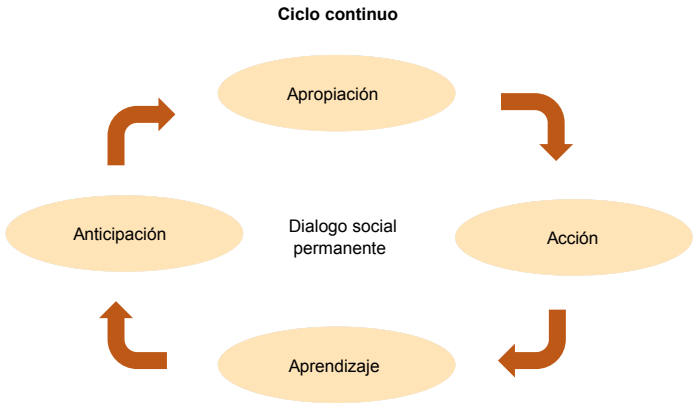 Ciclo continuo
Apropiación
Anticipación
Dialogo social
permanente
Acción
Aprendizaje